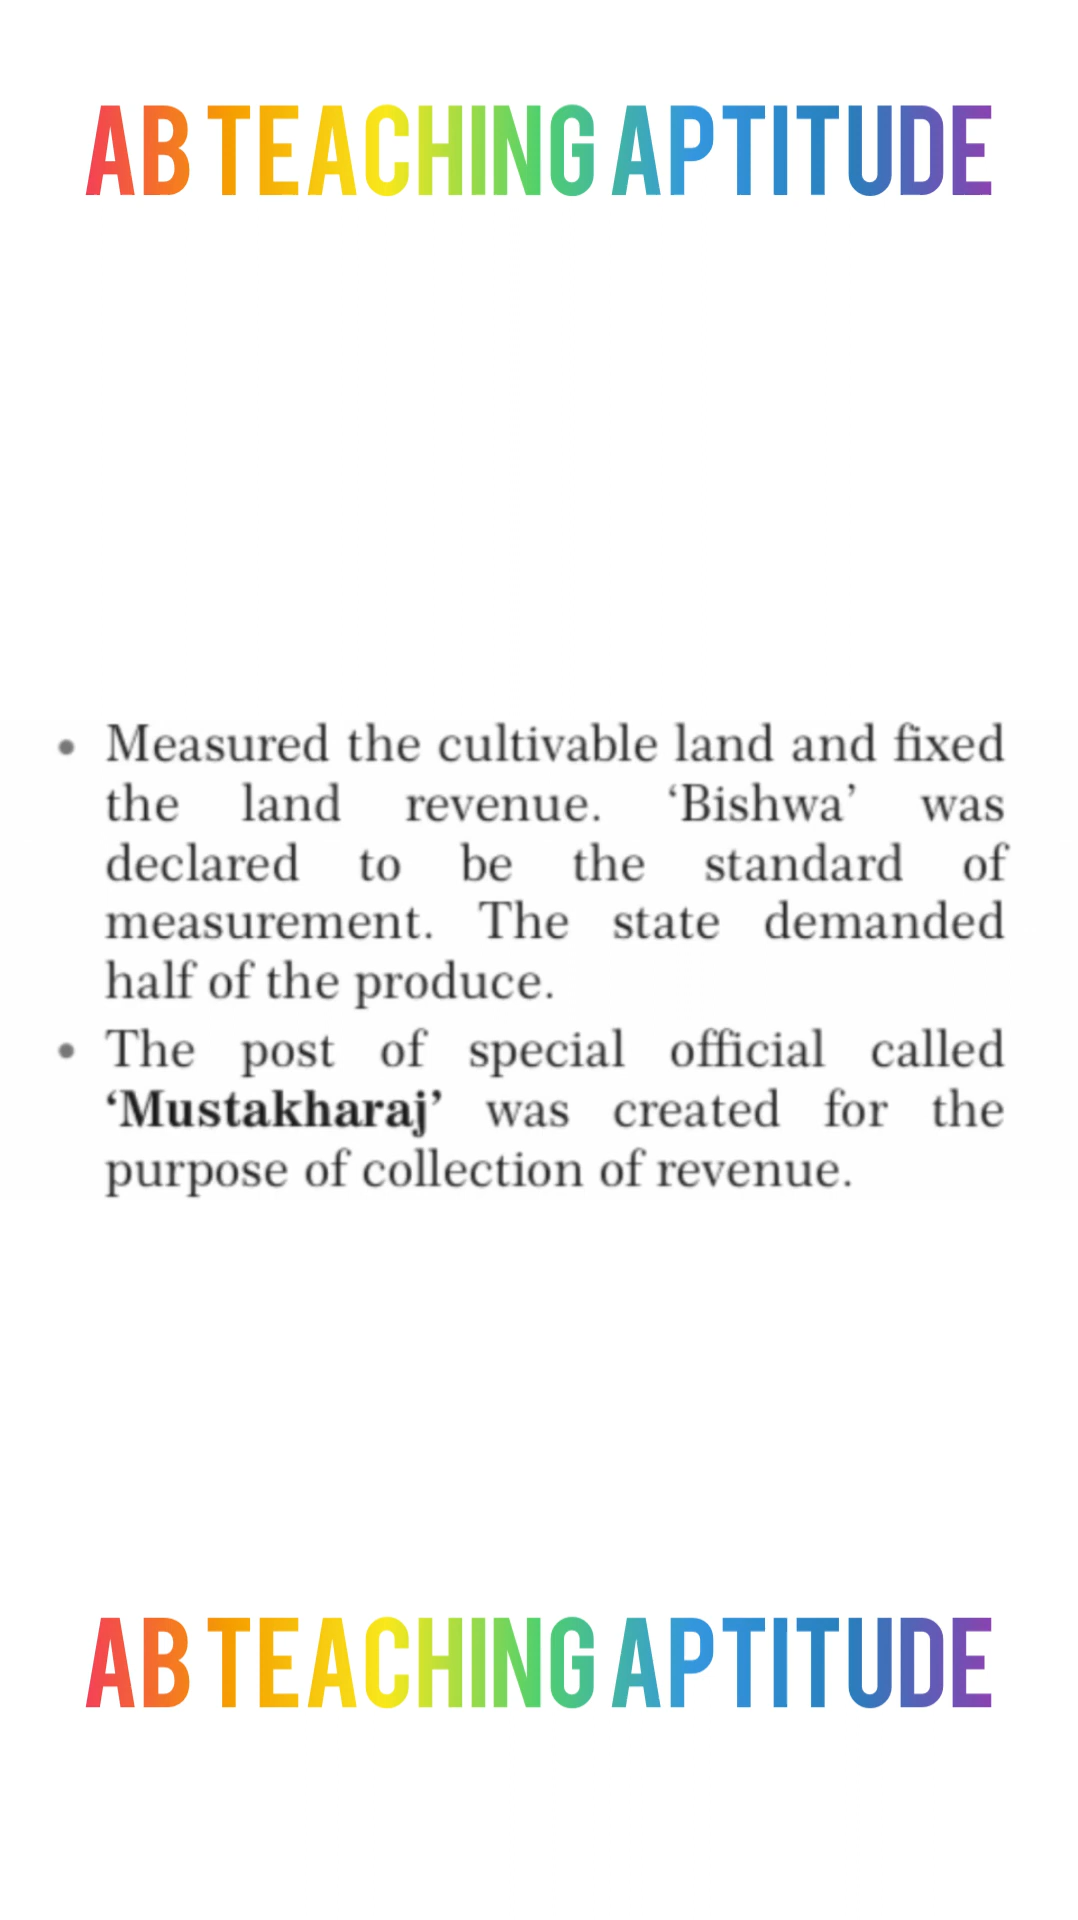 AB TEACHING APTITUDE
• Measured the cultivable land and fixed
the land revenue. ‘Bishwa’ was
declared to be the standard of
measurement. The state demanded
half of the produce.
• The post of special official called
‘Mustakharaj’ was created for the
purpose of collection of revenue.
AB TEACHING APTITUDE